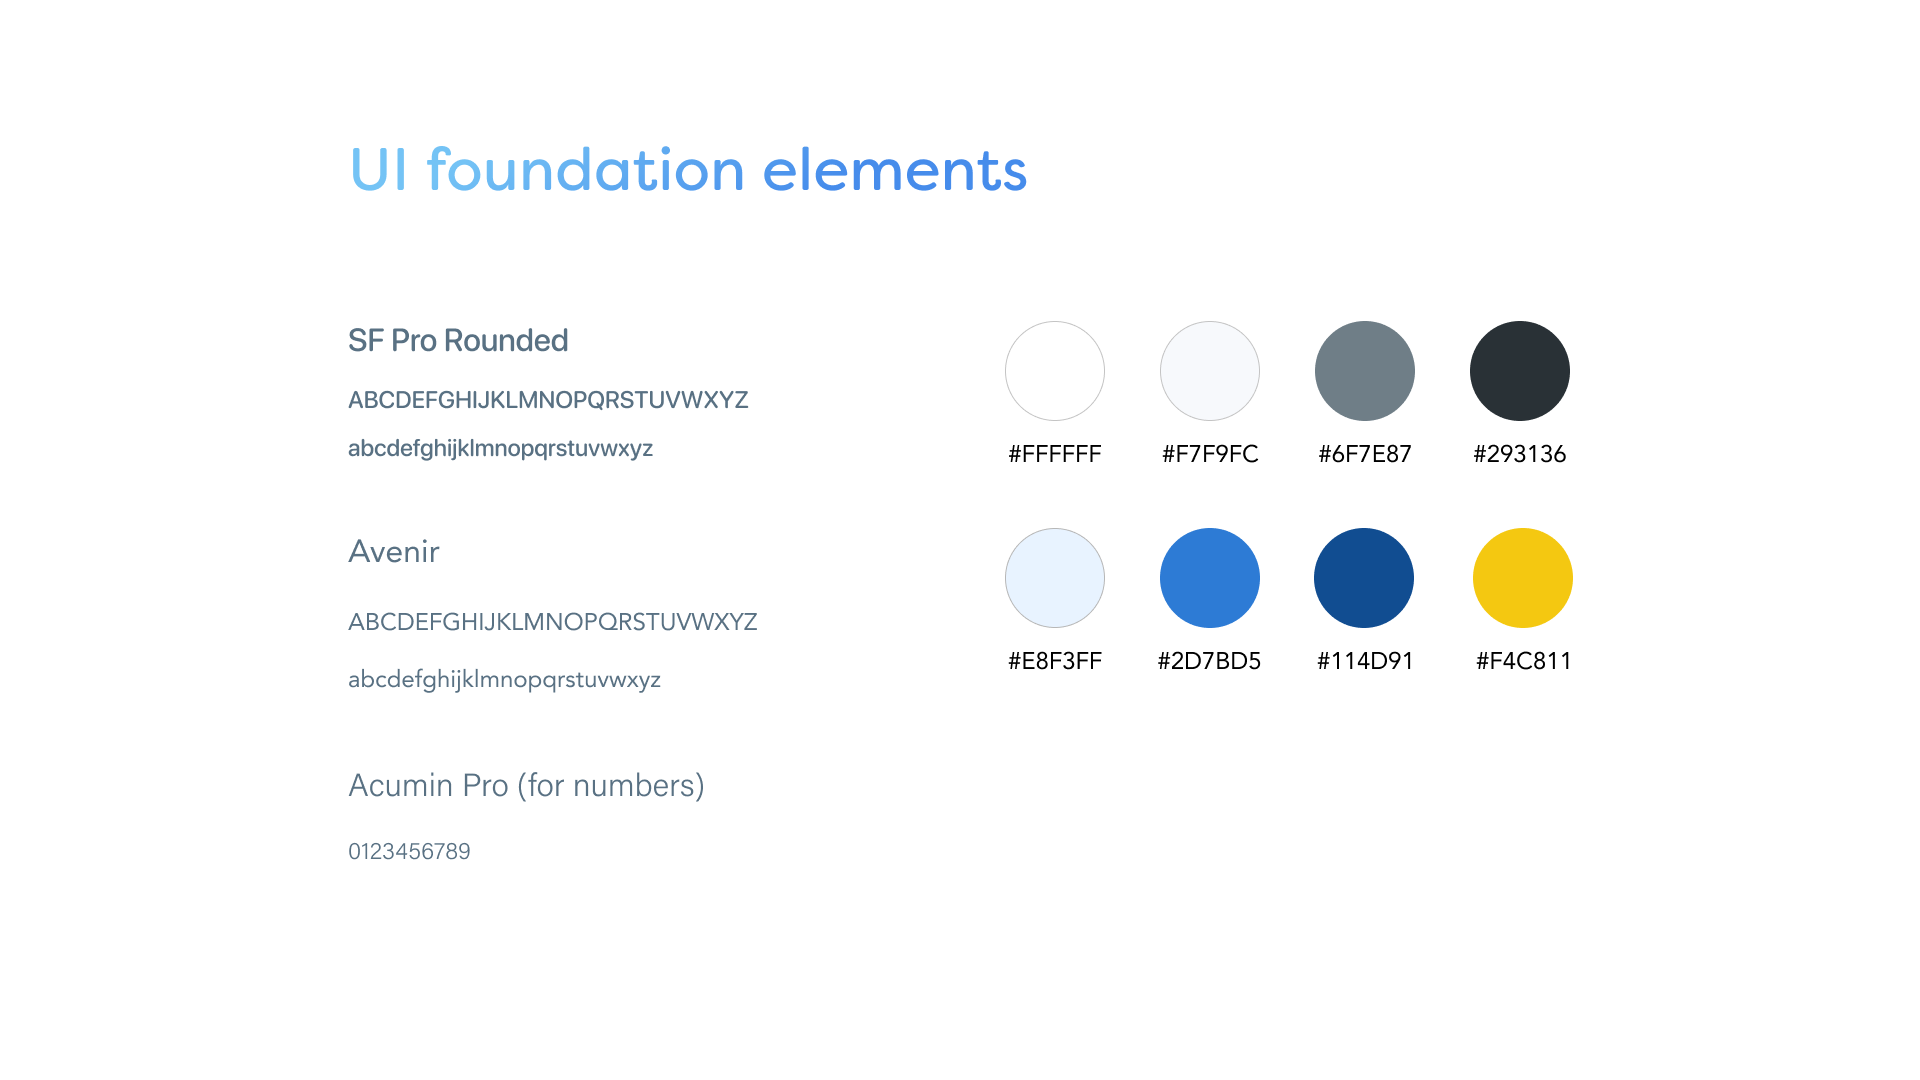 UI foundation elements
SF Pro Rounded
ABCDEFGHIJKLMNOPQRSTUVWXYZ
abcdefghijklmnopqrstuvwxyz
Avenir
ABCDEFGHIJKLMNOPQRSTUVWXYZ
abcdefghijklmnopqrstuvwxyz
Acumin Pro (for numbers)
0123456789
#FFFFFF #F7F9FC #6F7E87 #293136
#E8F3FF #2D7BD5 #114D91 #F4C811